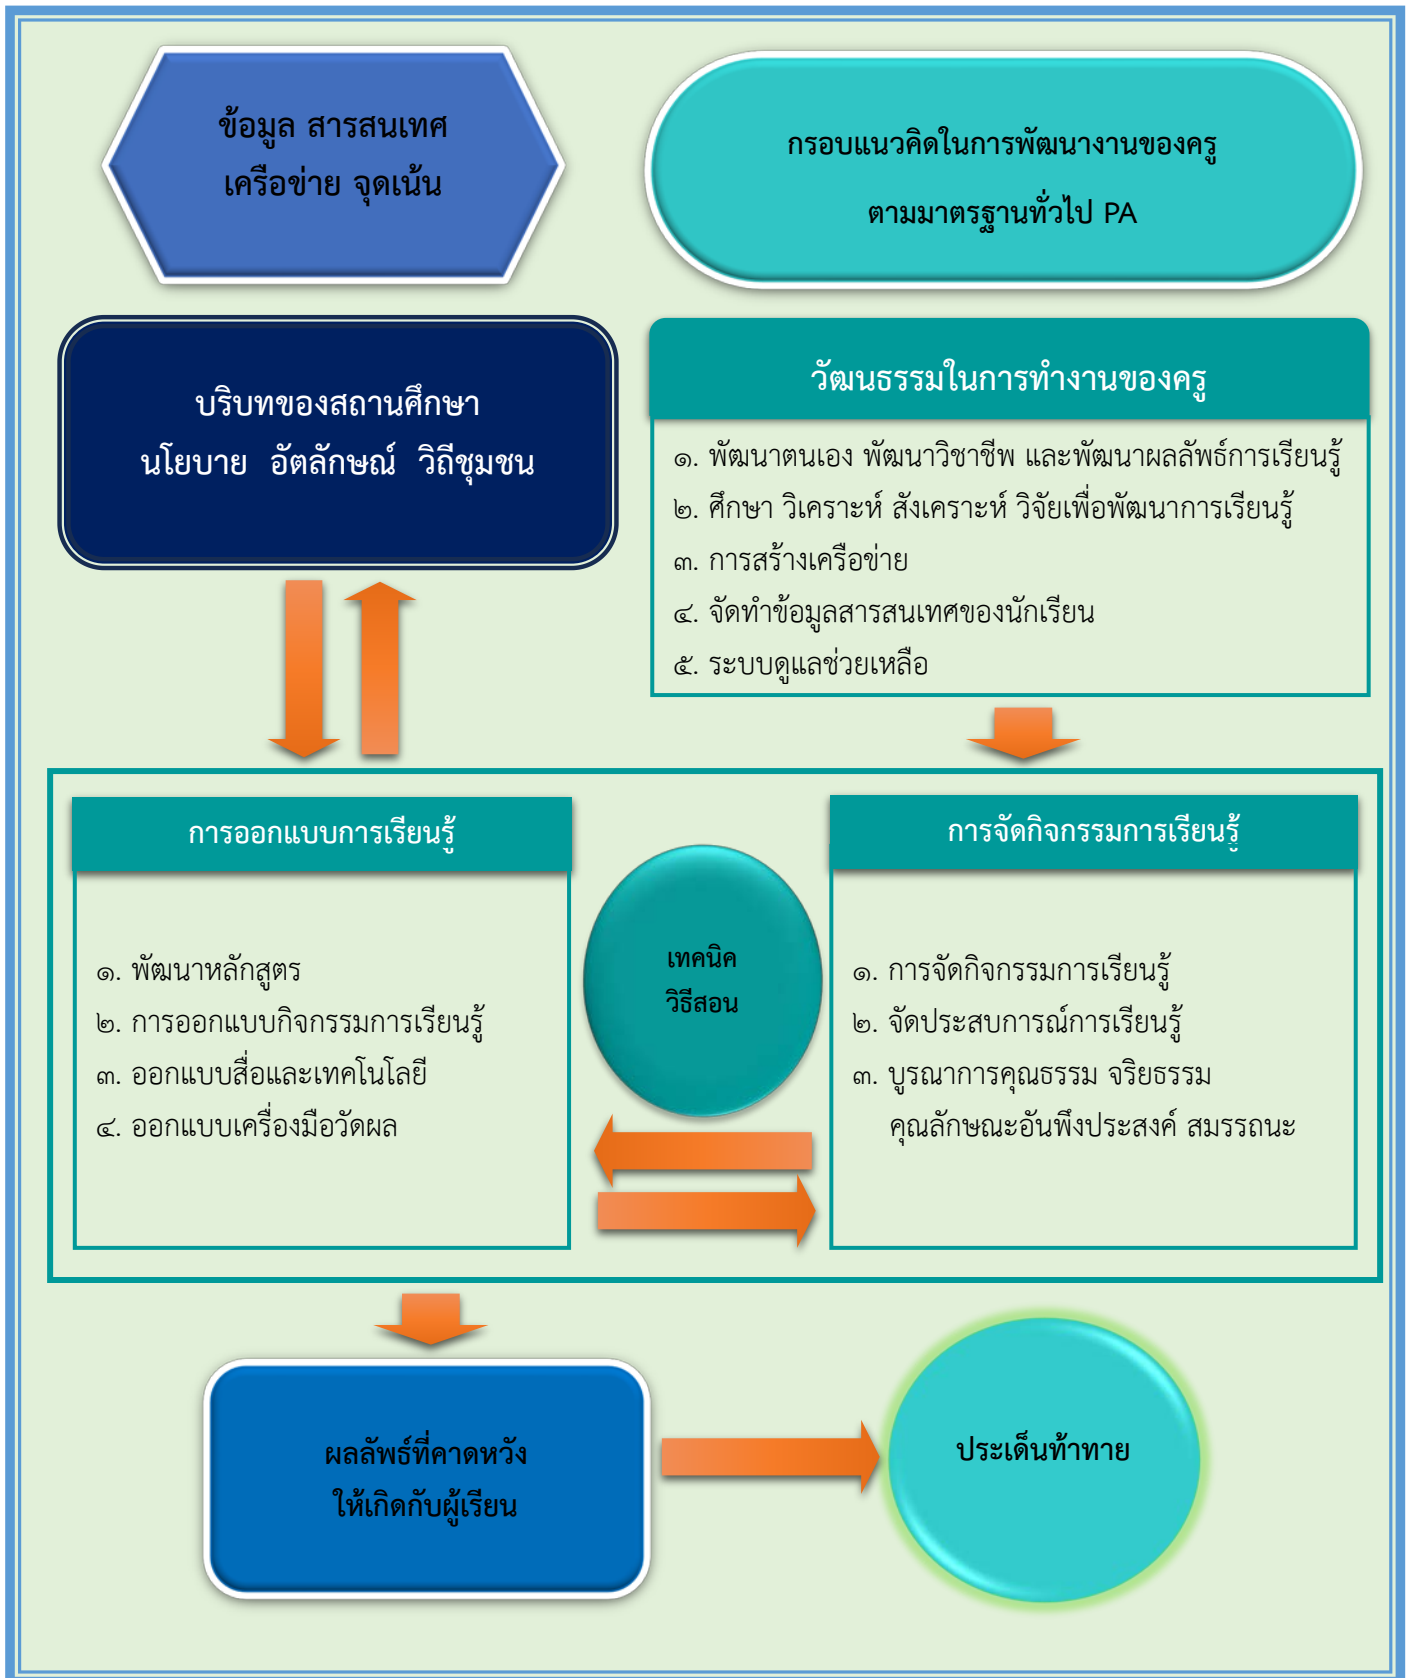 ข้อมูล สารสนเทศ
เครือข่าย จุดเน้น
กรอบแนวคิดในการพัฒนางานของครู
ตามมาตรฐานทั่วไป PA
บริบทของสถานศึกษา
นโยบาย อัตลักษณ์ วิถีชุมชน
วัฒนธรรมในการทำงานของครู
๑. พัฒนาตนเอง พัฒนาวิชาชีพ และพัฒนาผลลัพธ์การเรียนรู้
๒. ศึกษา วิเคราะห์ สังเคราะห์ วิจัยเพื่อพัฒนาการเรียนรู้
๓. การสร้างเครือข่าย
๔. จัดทำข้อมูลสารสนเทศของนักเรียน
๕. ระบบดูแลช่วยเหลือ
การออกแบบการเรียนรู้
๑. พัฒนาหลักสูตร
๒. การออกแบบกิจกรรมการเรียนรู้
๓. ออกแบบสื่อและเทคโนโลยี
๔. ออกแบบเครื่องมือวัดผล
เทคนิค
วิธีสอน
การจัดกิจกรรมการเรียนรู้
๑. การจัดกิจกรรมการเรียนรู้
๒. จัดประสบการณ์การเรียนรู้
๓. บูรณาการคุณธรรม จริยธรรม
คุณลักษณะอันพึงประสงค์ สมรรถนะ
ผลลัพธ์ที่คาดหวัง
ให้เกิดกับผู้เรียน
ประเด็นท้าทาย